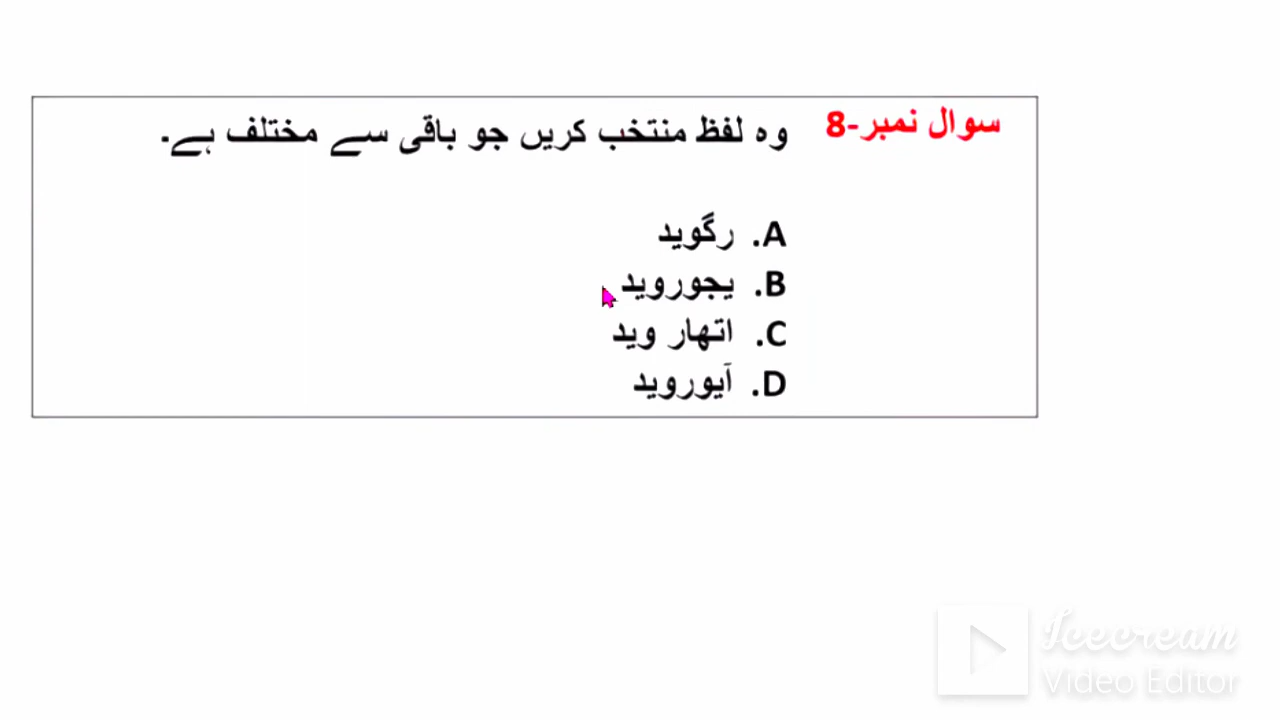 سوال نمبر-8 وہ لفظ منتخب کریں جو باقی سے مختلف ہے۔
A. رگوید
B. یجوروید
C. اتھار وید
D. آیوروید
Icecream
Video Editor